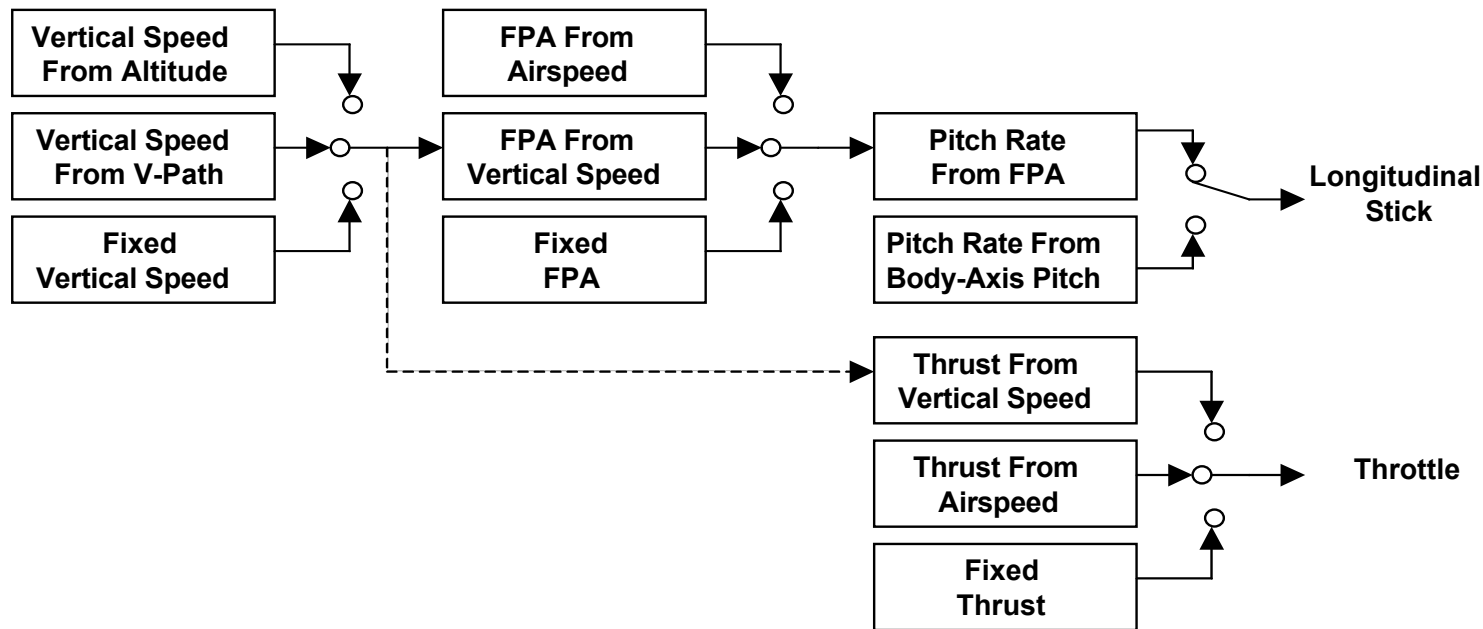 Vertical Speed
From Altitude
Vertical Speed
From V-Path
Fixed
Vertical Speed
FPA From
Airspeed
FPA From
Vertical Speed
Fixed
FPA
Pitch Rate
From FPA
Pitch Rate From
Body-Axis Pitch
Longitudinal
Stick
Thrust From
Vertical Speed
Thrust From
Airspeed
Fixed
Thrust
Throttle